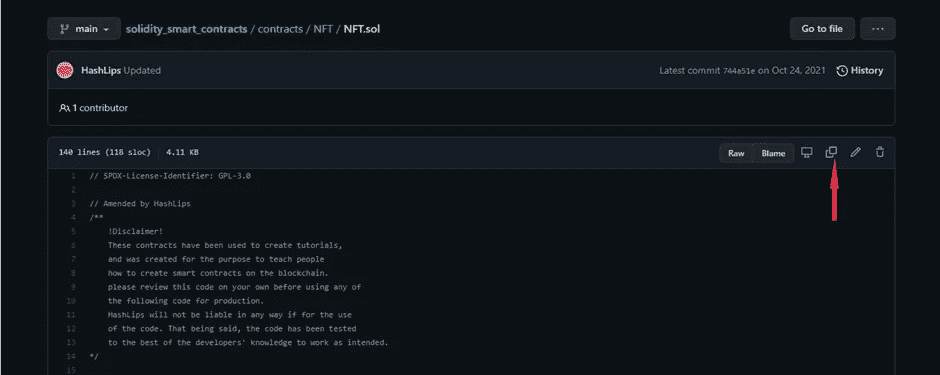 main solidity_smart_contracts / contracts / NFT / NFT.sol Go to file ...
HashLips Updated Latest commit 744a51e on Oct 24, 2021 History
1 contributor
140 lines (118 sloc) 4.11 KB Raw Blame
1 // SPDX-License-Identifier: GPL-3.0
2
3 // Amended by HashLips
4 /**
5 !Disclaimer!
6 These contracts have been used to create tutorials,
7 and was created for the purpose to teach people
8 how to create smart contracts on the blockchain.
9 please review this code on your own before using any of
10 the following code for production.
11 HashLips will not be liable in any way if for the use
12 of the code. That being said, the code has been tested
13 to the best of the developers' knowledge to work as intended.
14 */
15